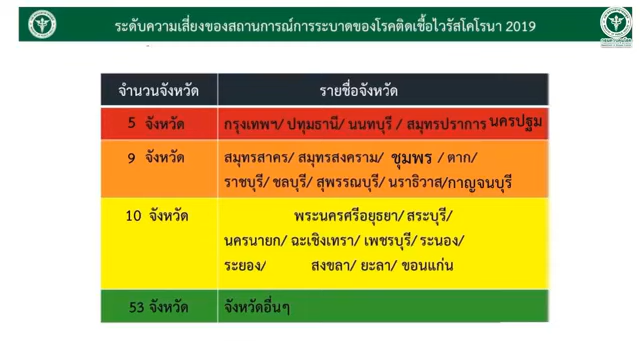 ระดับความเสี่ยงของสถานการณ์การระบาดของโรคติดเชื้อไวรัสโคโรนา 2019
จำนวนจังหวัด รายชื่อจังหวัด
5 จังหวัด กรุงเทพฯ/ ปทุมธานี/ นนทบุรี / สมุทรปราการ นครปฐม
9 จังหวัด สมุทรสาคร/ สมุทรสงคราม/ ชุมพร / ตาก/
ราชบุรี/ ชลบุรี/ สุพรรณบุรี/ นราธิวาส/กาญจนบุรี
10 จังหวัด พระนครศรีอยุธยา/ สระบุรี/
นครนายก/ ฉะเชิงเทรา/ เพชรบุรี/ ระนอง/
ระยอง/ สงขลา/ ยะลา/ ขอนแก่น
53 จังหวัด จังหวัดอื่นๆ